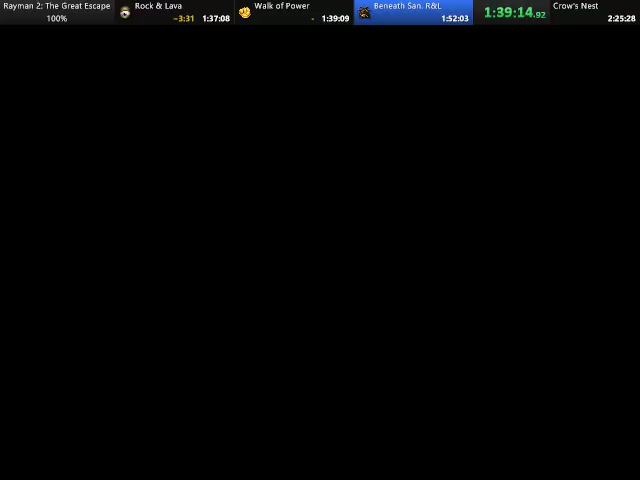 Rayman 2: The Great Escape
100%
Rock & Lava
−3:31 1:37:08
Walk of Power
- 1:39:09
Beneath San. R&L
1:52:03
1:39:14.92
Crow's Nest
2:25:28